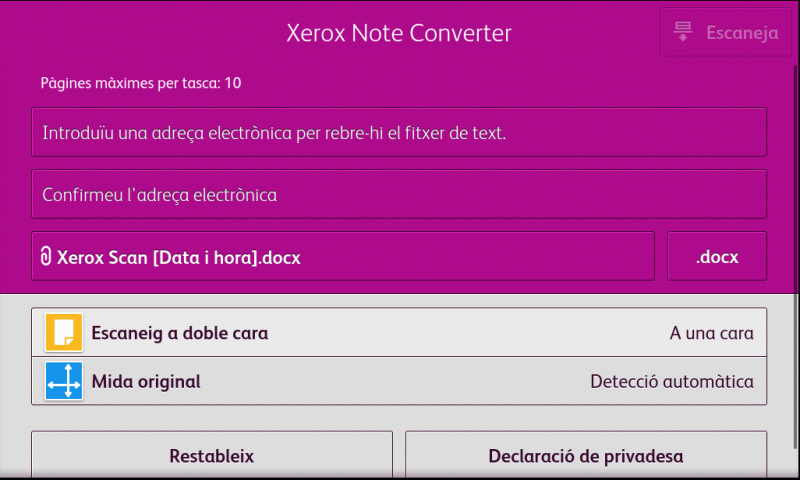 Xerox Note Converter
Escaneja
Pàgines màximes per tasca: 10
Introduïu una adreça electrònica per rebre-hi el fitxer de text.
Confirmeu l'adreça electrònica
Xerox Scan [Data i hora].docx
.docx
Escaneig a doble cara
A una cara
Mida original
Detecció automàtica
Restableix
Declaració de privadesa